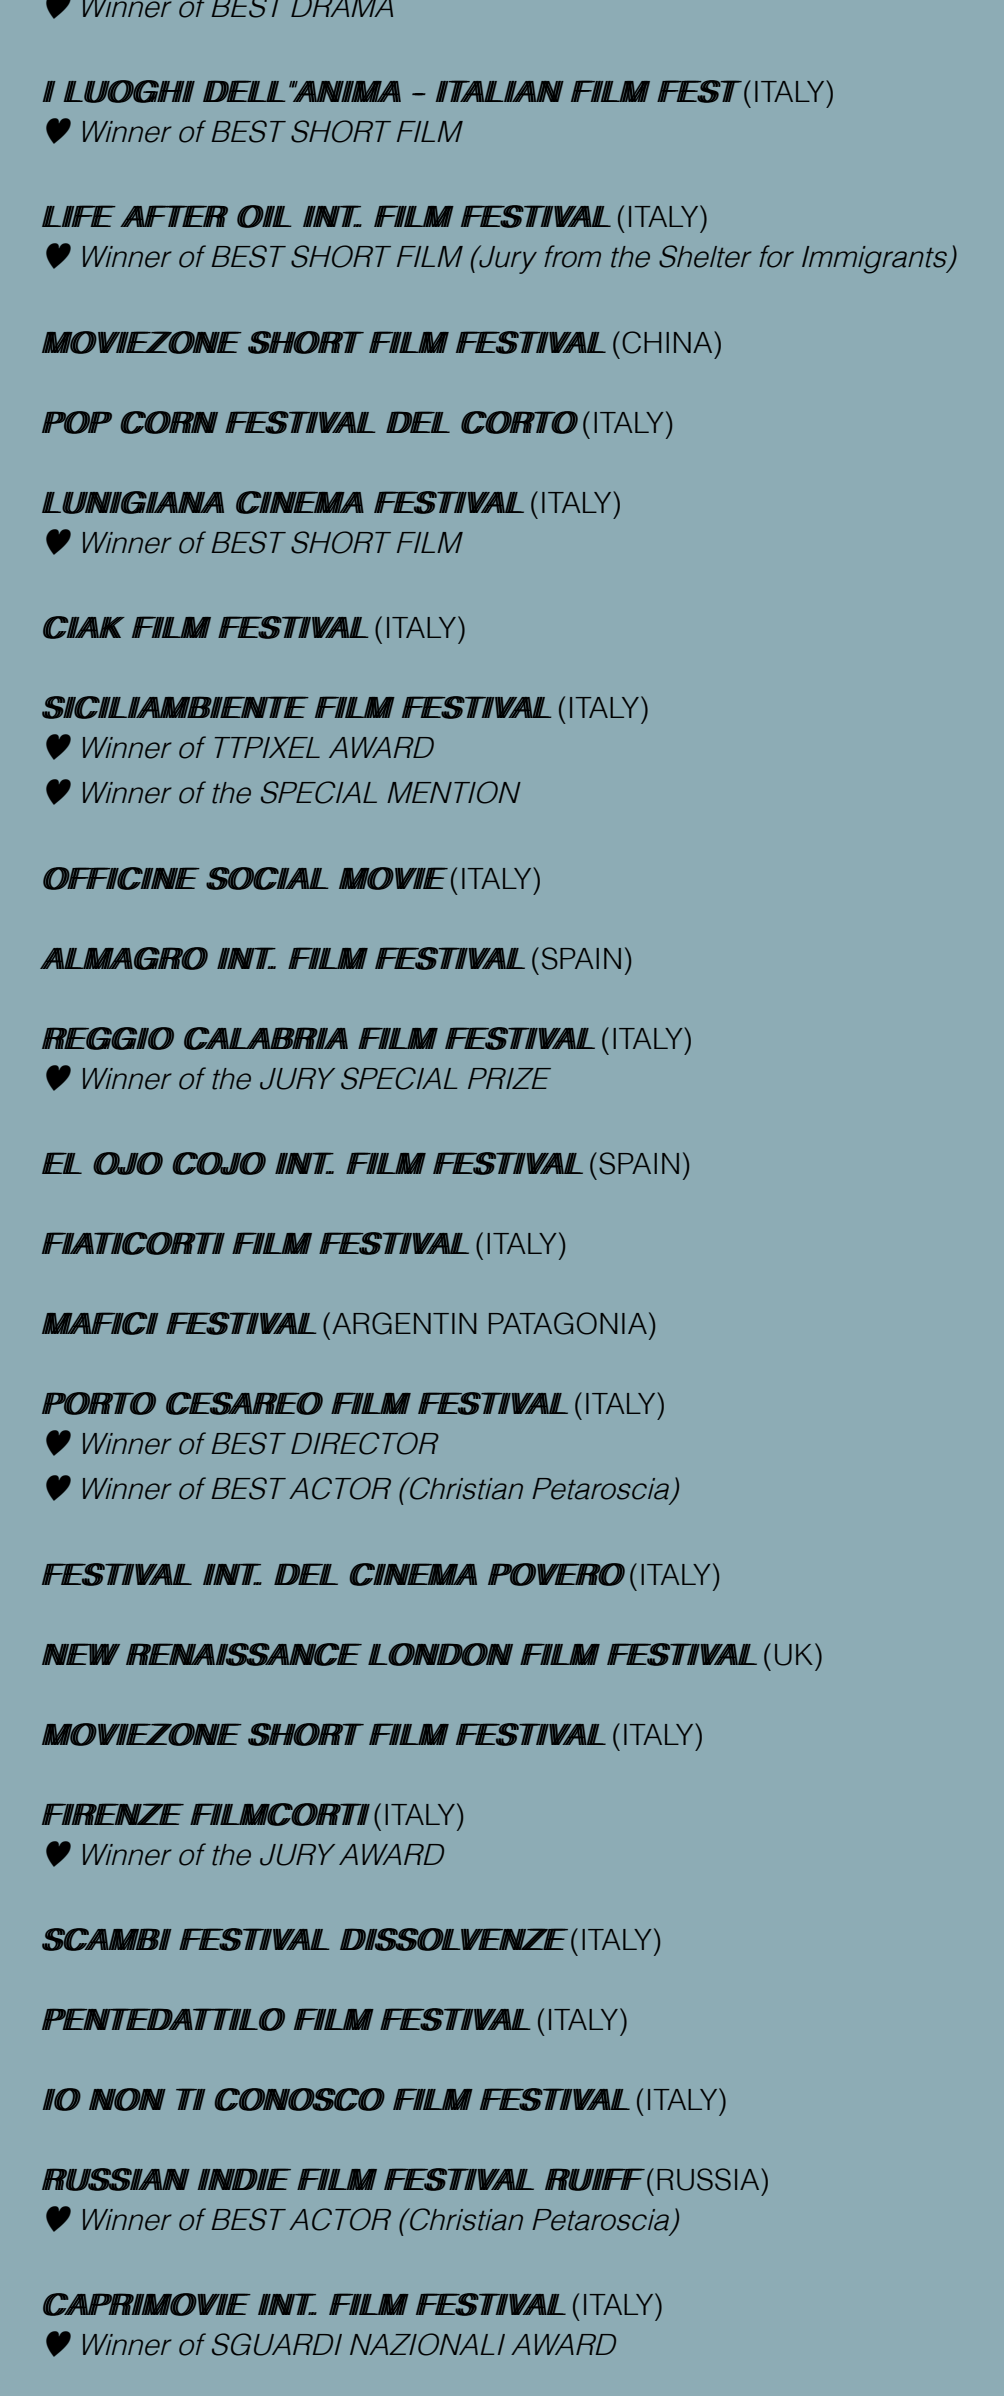 ♥ Winner of BEST DRAMA
I LUOGHI DELL"ANIMA - ITALIAN FILM FEST (ITALY)
♥ Winner of BEST SHORT FILM
LIFE AFTER OIL INT. FILM FESTIVAL (ITALY)
♥ Winner of BEST SHORT FILM (Jury from the Shelter for Immigrants)
MOVIEZONE SHORT FILM FESTIVAL (CHINA)
POP CORN FESTIVAL DEL CORTO (ITALY)
LUNIGIANA CINEMA FESTIVAL (ITALY)
♥ Winner of BEST SHORT FILM
CIAK FILM FESTIVAL (ITALY)
SICILIAMBIENTE FILM FESTIVAL (ITALY)
♥ Winner of TTPIXEL AWARD
♥ Winner of the SPECIAL MENTION
OFFICINE SOCIAL MOVIE (ITALY)
ALMAGRO INT. FILM FESTIVAL (SPAIN)
REGGIO CALABRIA FILM FESTIVAL (ITALY)
♥ Winner of the JURY SPECIAL PRIZE
EL OJO COJO INT. FILM FESTIVAL (SPAIN)
FIATICORTI FILM FESTIVAL (ITALY)
MAFICI FESTIVAL (ARGENTIN PATAGONIA)
PORTO CESAREO FILM FESTIVAL (ITALY)
♥ Winner of BEST DIRECTOR
♥ Winner of BEST ACTOR (Christian Petaroscia)
FESTIVAL INT. DEL CINEMA POVERO (ITALY)
NEW RENAISSANCE LONDON FILM FESTIVAL (UK)
MOVIEZONE SHORT FILM FESTIVAL (ITALY)
FIRENZE FILMCORTI (ITALY)
♥ Winner of the JURY AWARD
SCAMBI FESTIVAL DISSOLVENZE (ITALY)
PENTEDATTILO FILM FESTIVAL (ITALY)
IO NON TI CONOSCO FILM FESTIVAL (ITALY)
RUSSIAN INDIE FILM FESTIVAL RUIFF (RUSSIA)
♥ Winner of BEST ACTOR (Christian Petaroscia)
CAPRIMOVIE INT. FILM FESTIVAL (ITALY)
♥ Winner of SGUARDI NAZIONALI AWARD